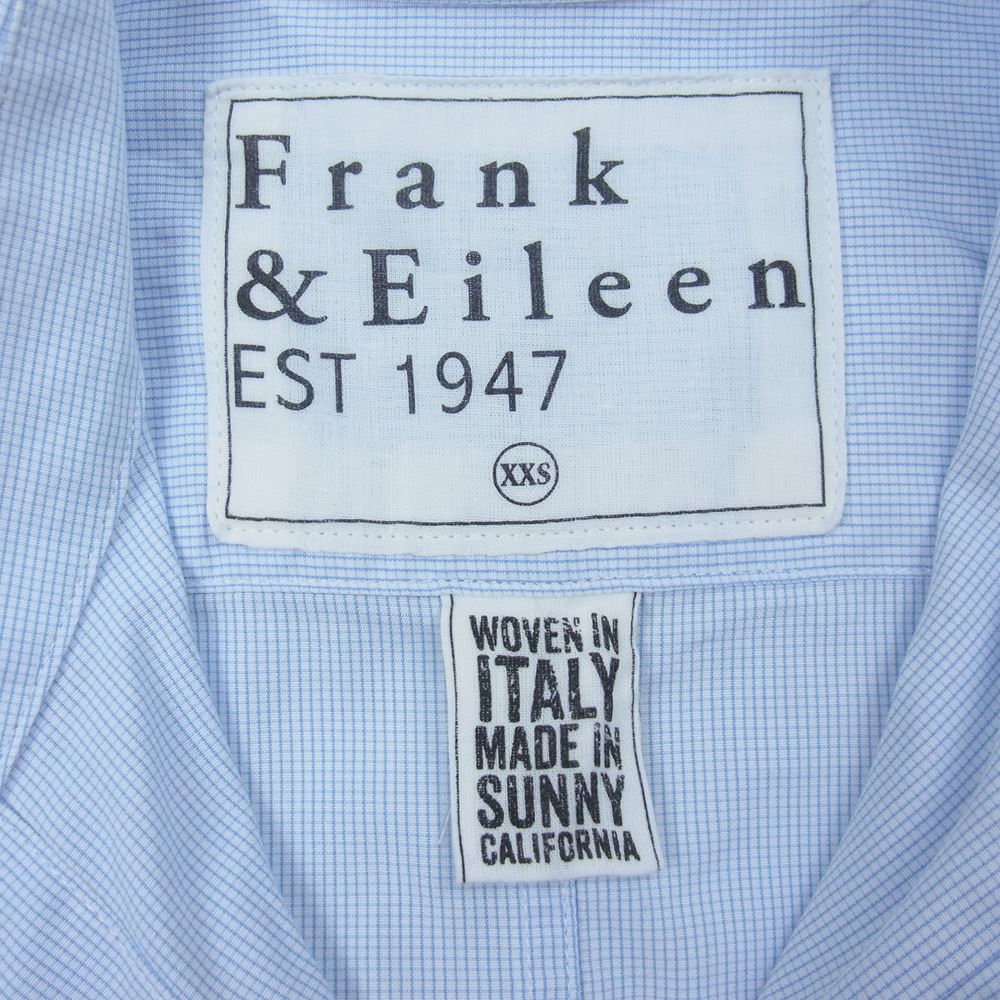 Frank
& Eileen
EST 1947
XXS
WOVEN IN
ITALY
MADE IN
SUNNY
CALIFORNIA